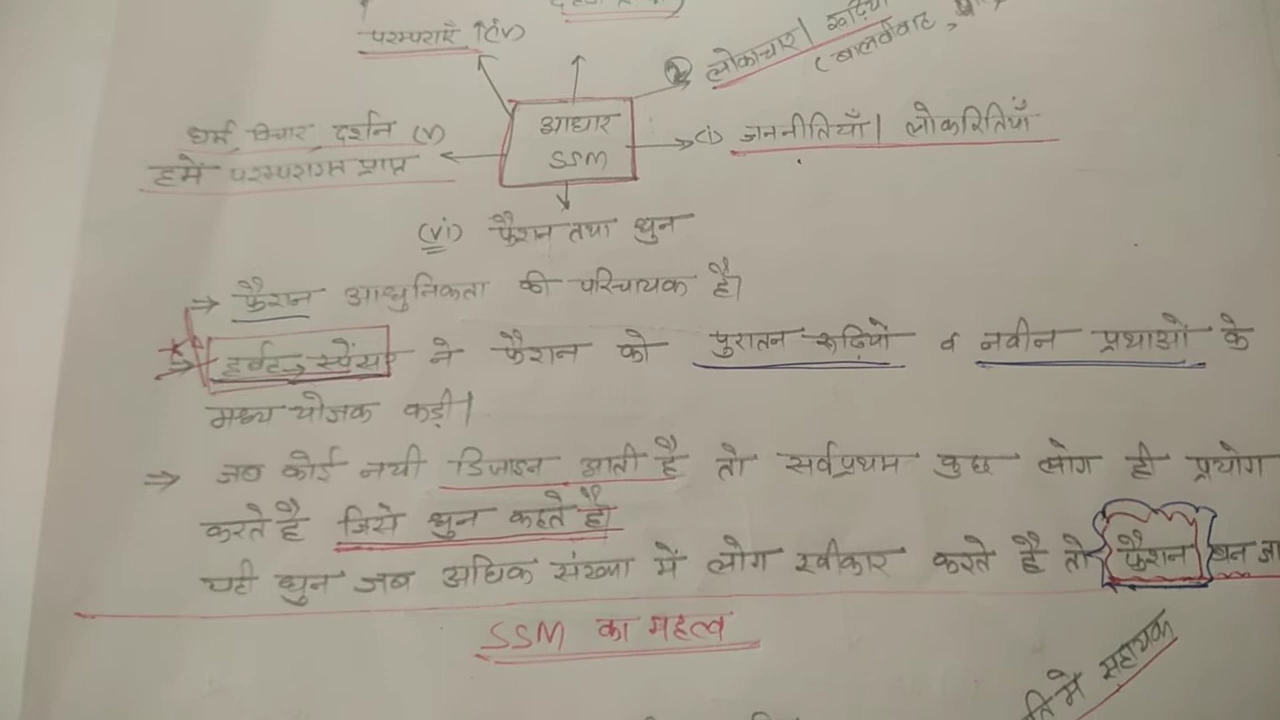 परम्पराएँ (iv)
लोकाचार। रूढ़ि
(बालविवाह,
धर्म विचार, दर्शन (v)
हमें परम्परागत प्राप्त
आधार
SSM
(i) जननीतियाँ। लोकरितियाँ
(vi) फैशन तथा धुन
→ फैशन आधुनिकता की परिचायक है।
हर्बट स्पेंसर ने फैशन को पुरातन रूढ़ियो व नवीन प्रथाओं के
मध्य योजक कड़ी।
⇒ जब कोई नयी डिजाइन आती है तो सर्वप्रथम कुछ लोग ही प्रयोग
करते है जिसे धुन कहते है।
यही धुन जब अधिक संख्या में लोग स्वीकार करते है तो फैशन बन जा
SSM का महत्व
में सहायक